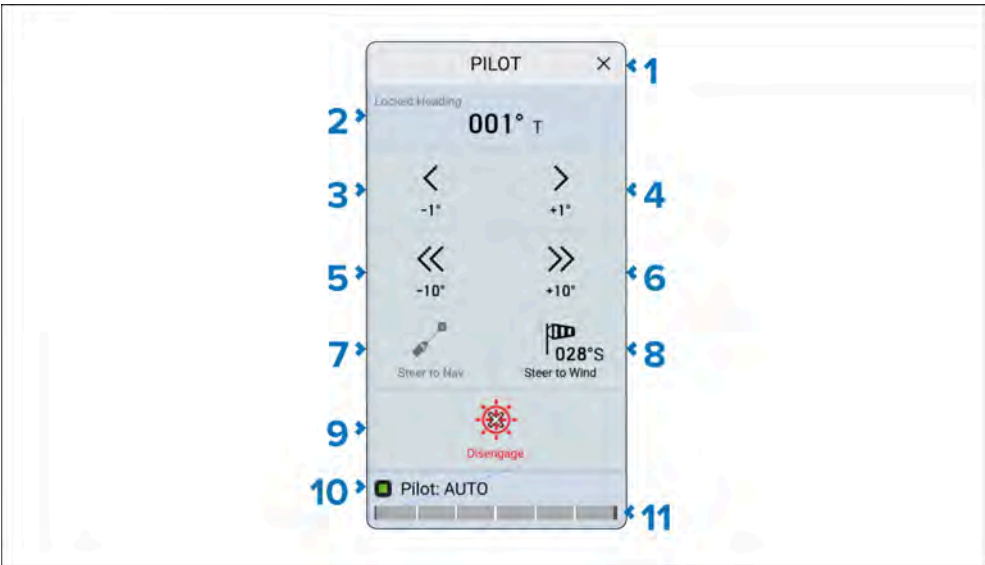 PILOT ×
1
Locked Heading
2
001° T
3
-1°
+1°
4
5
-10°
+10°
6
7
Steer to Nav
028°S
Steer to Wind
8
9
Disengage
10
Pilot: AUTO
11